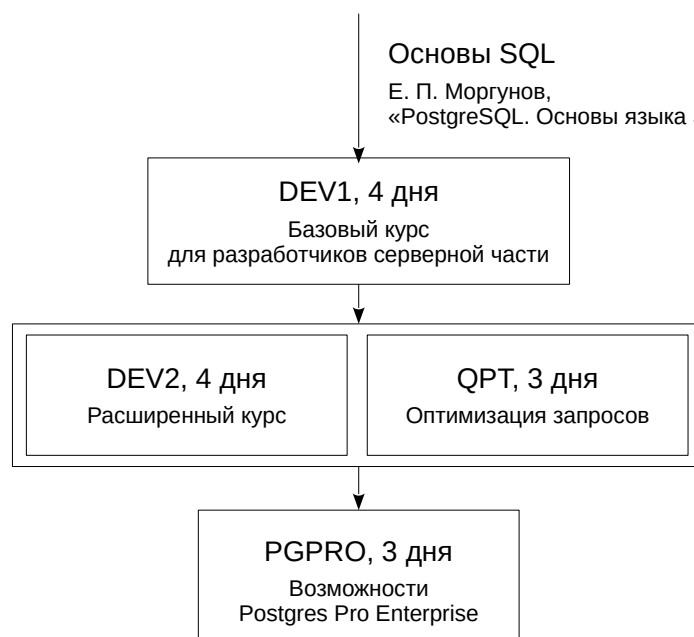 Основы SQL
Е. П. Моргунов,
«PostgreSQL. Основы языка
DEV1, 4 дня
Базовый курс
для разработчиков серверной части
DEV2, 4 дня
Расширенный курс
QPT, 3 дня
Оптимизация запросов
PGPRO, 3 дня
Возможности
Postgres Pro Enterprise